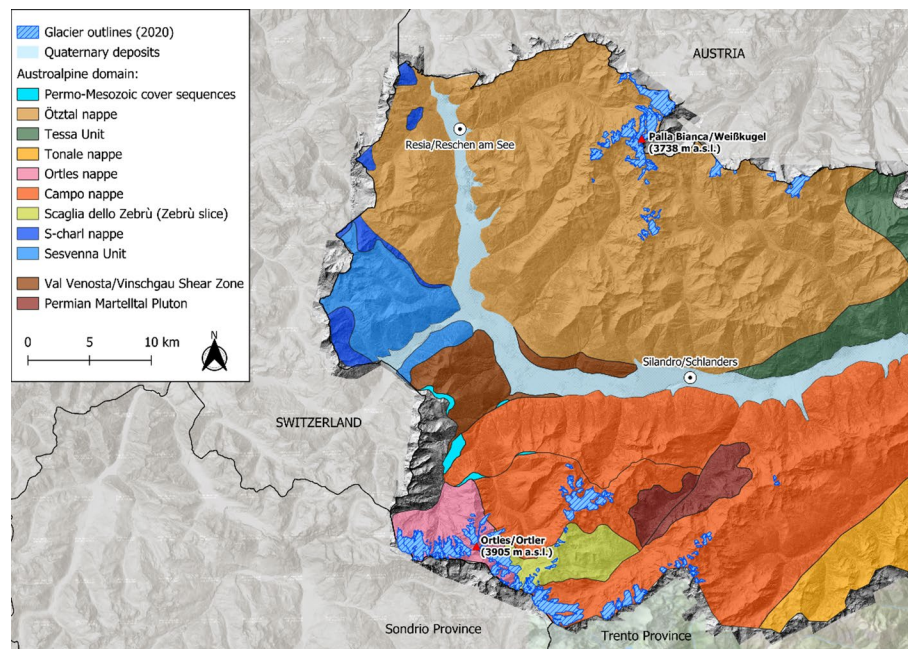 Glacier outlines (2020)
Quaternary deposits
Austroalpine domain:
Permo-Mesozoic cover sequences
Ötztal nappe
Tessa Unit
Tonale nappe
Ortles nappe
Campo nappe
Scaglia dello Zebrù (Zebrù slice)
S-charl nappe
Sesvenna Unit
Val Venosta/Vinschgau Shear Zone
Permian Martelltal Pluton
N
0 5 10 km
AUSTRIA
Resia/Reschen am See
Palla Bianca/Weißkugel
(3738 m a.s.l.)
Silandro/Schlanders
SWITZERLAND
Ortles/Ortler
(3905 m a.s.l.)
Sondrio Province
Trento Province